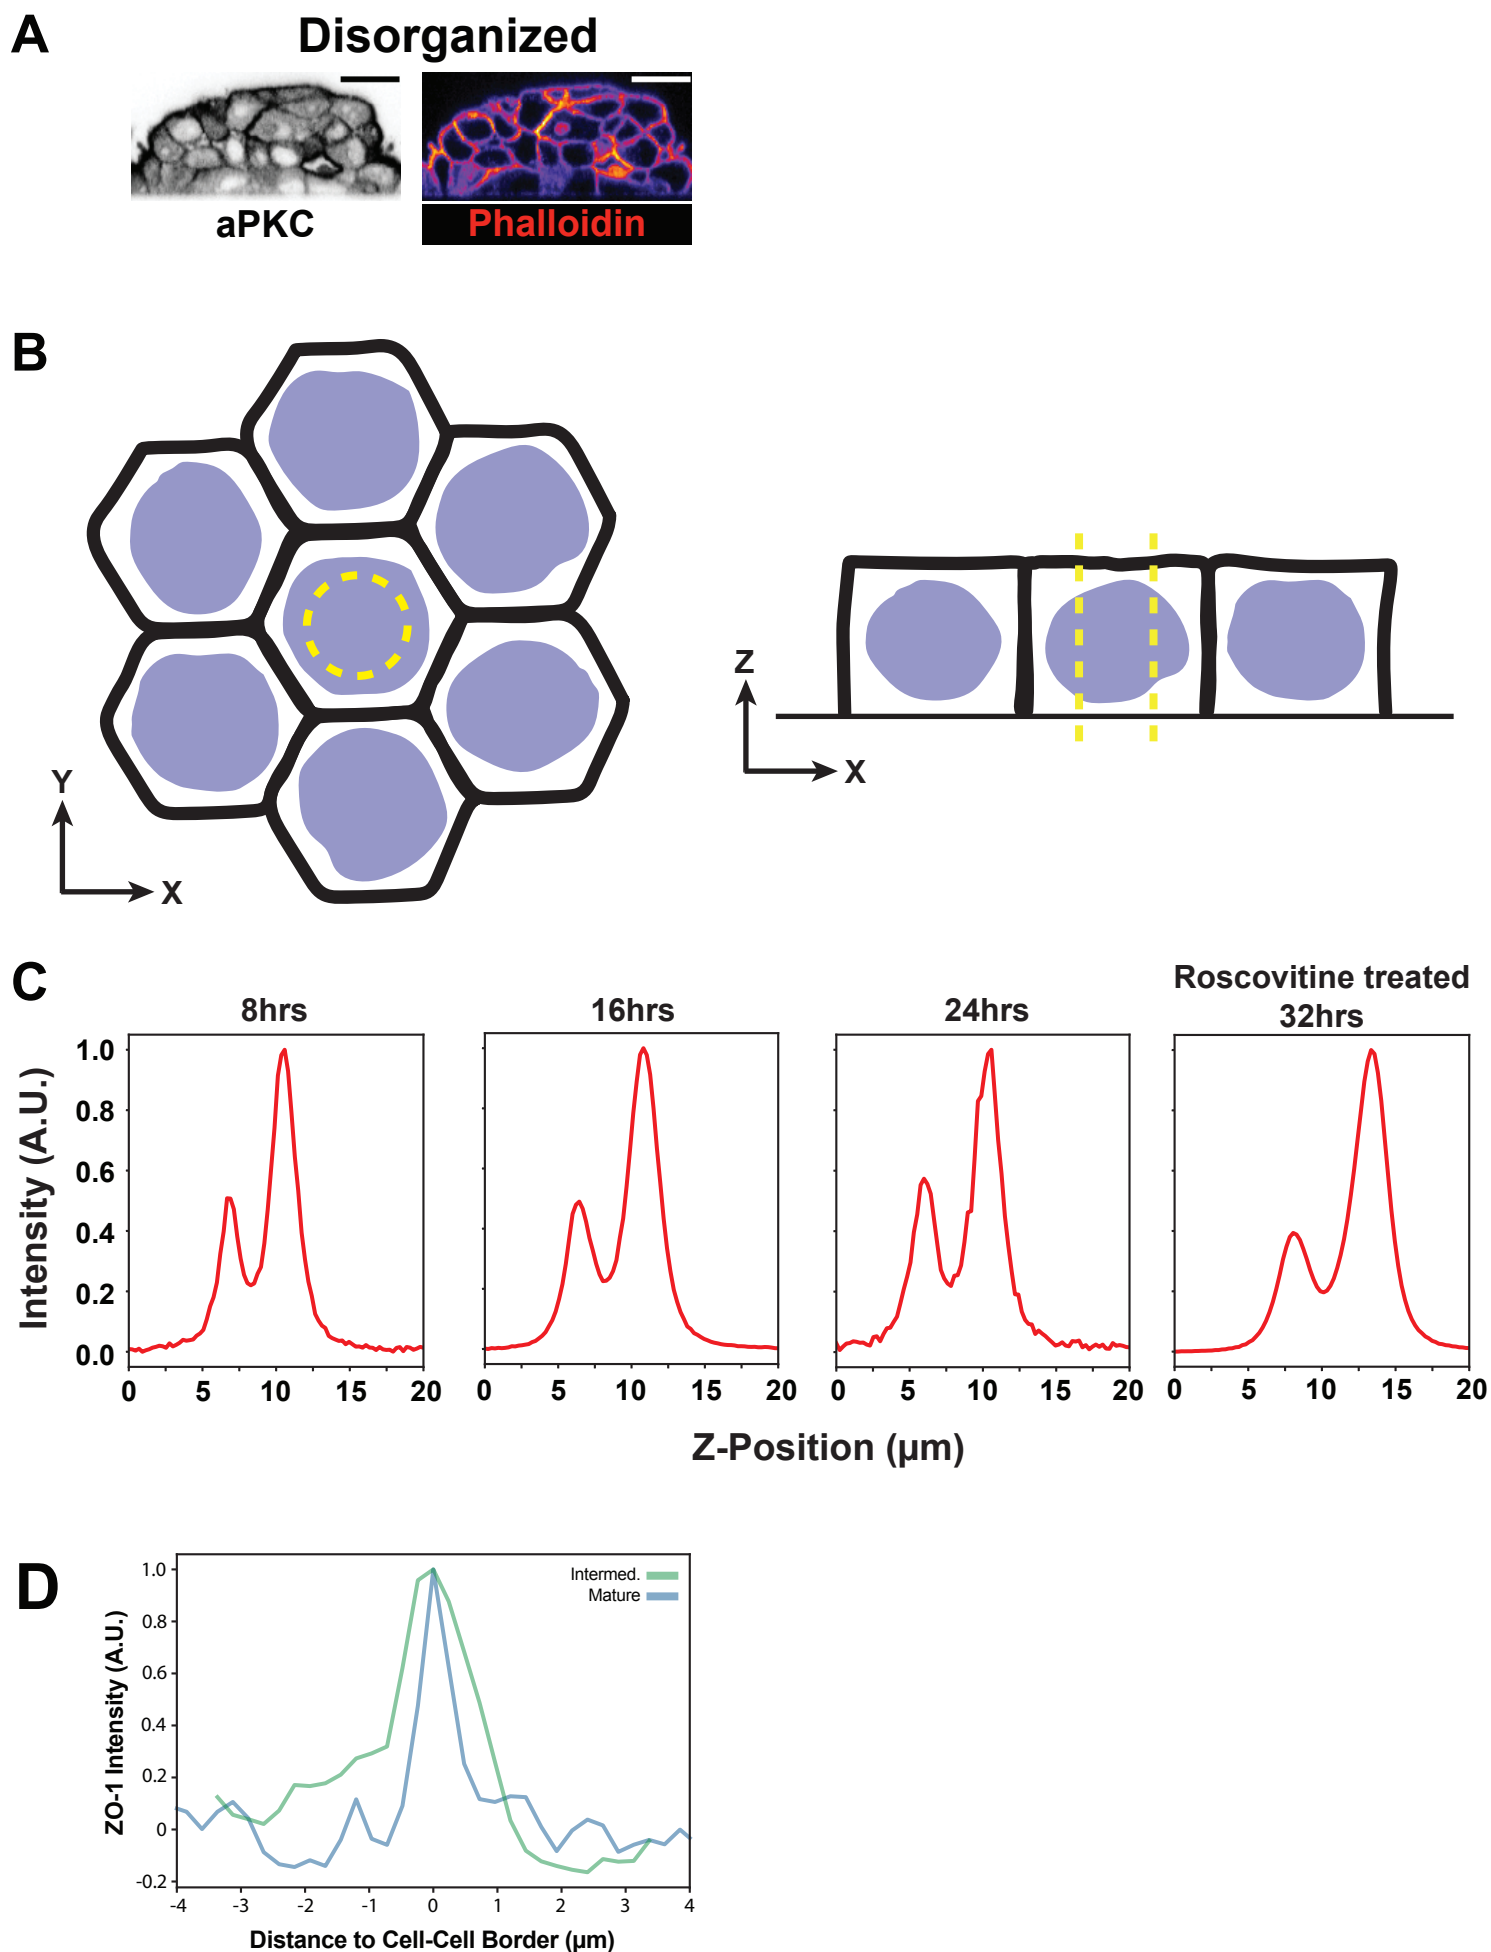 A
Disorganized
aPKC
Phalloidin
B
Y
X
Z
X
C
8hrs
16hrs
24hrs
Roscovitine treated
32hrs
Intensity (A.U.)
1.0
0.8
0.6
0.4
0.2
0.0
0 5 10 15 20
0 5 10 15 20
0 5 10 15 20
0 5 10 15 20
Z-Position (µm)
D
Intermed.
Mature
ZO-1 Intensity (A.U.)
1.0
0.8
0.6
0.4
0.2
0
-0.2
-4 -3 -2 -1 0 1 2 3 4
Distance to Cell-Cell Border (µm)